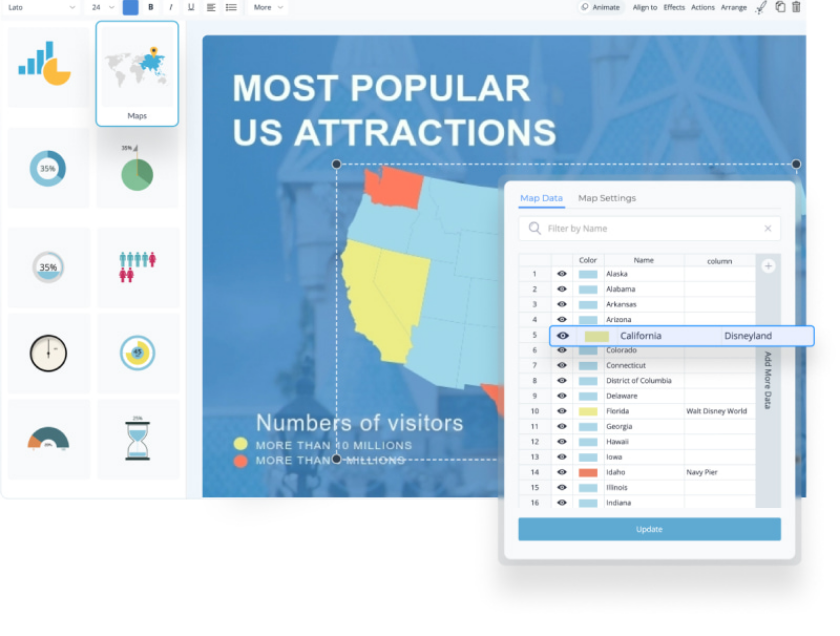 Lato 24 B I U More Animate Align to Effects Actions Arrange
Maps
35%
35%
35%
25%
MOST POPULAR
US ATTRACTIONS
Numbers of visitors
MORE THAN 10 MILLIONS
MORE THAN MILLIONS
Map Data Map Settings
Filter by Name
Color Name column
1 Alaska
2 Alabama
3 Arkansas
4 Arizona
5 California Disneyland
6 Colorado
7 Connecticut
8 District of Columbia
9 Delaware
10 Florida Walt Disney World
11 Georgia
12 Hawaii
13 Iowa
14 Idaho Navy Pier
15 Illinois
16 Indiana
Add More Data
Update